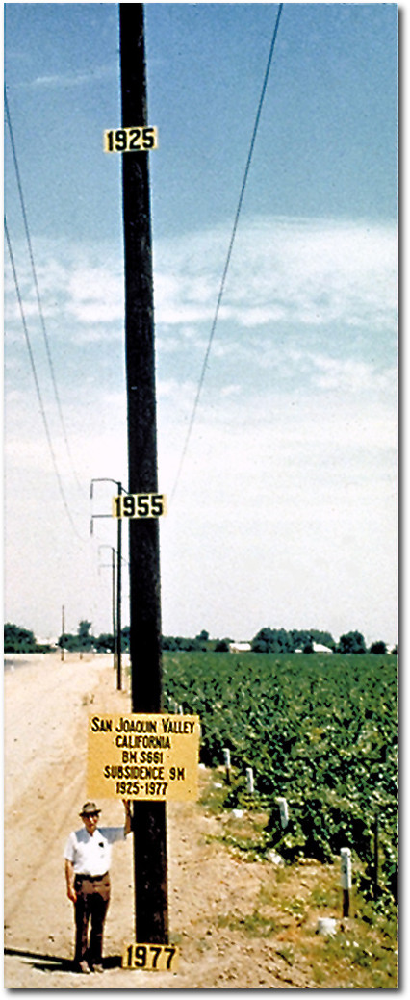 1925
1955
SAN JOAQUIN VALLEY
CALIFORNIA
BM S661
SUBSIDENCE 9M
1925-1977
1977